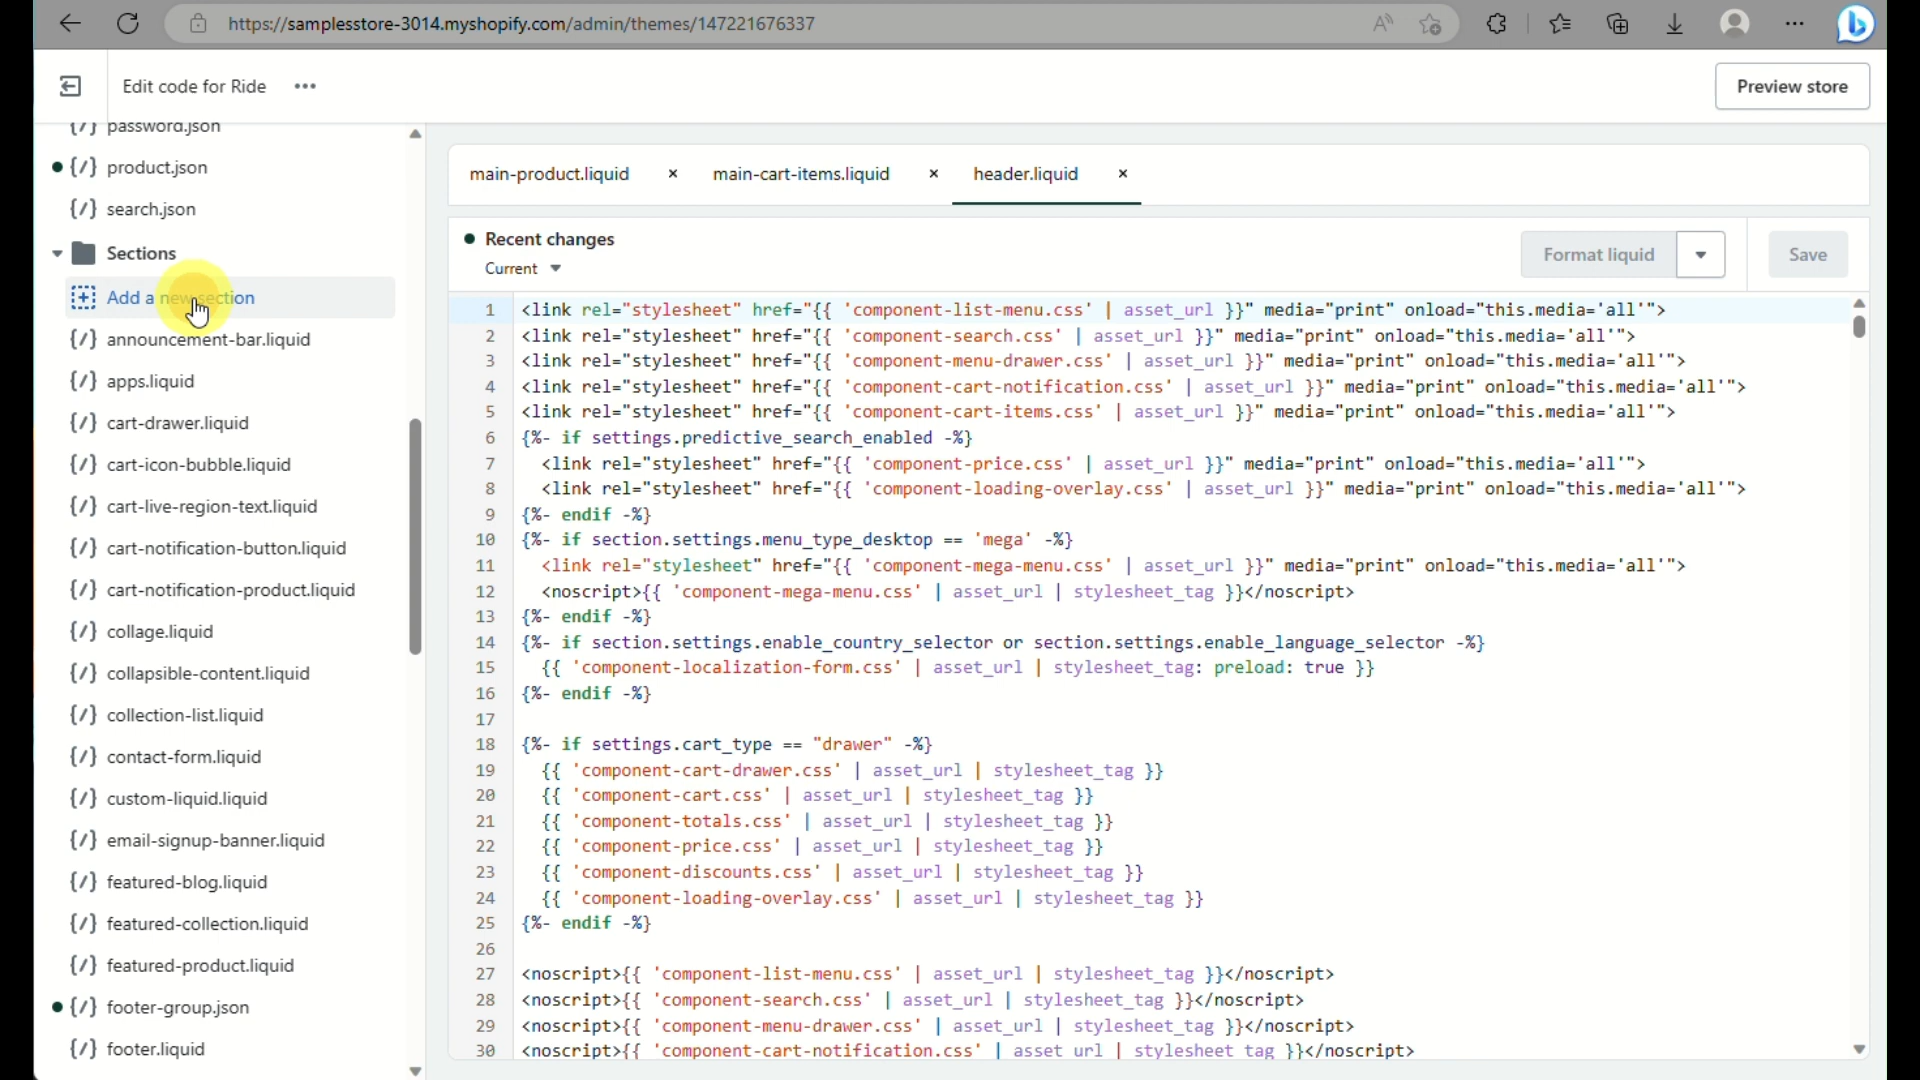 https://samplesstore-3014.myshopify.com/admin/themes/147221676337
Edit code for Ride
Preview store
{/} password.json
{/} product.json
{/} search.json
Sections
Add a new section
{/} announcement-bar.liquid
{/} apps.liquid
{/} cart-drawer.liquid
{/} cart-icon-bubble.liquid
{/} cart-live-region-text.liquid
{/} cart-notification-button.liquid
{/} cart-notification-product.liquid
{/} collage.liquid
{/} collapsible-content.liquid
{/} collection-list.liquid
{/} contact-form.liquid
{/} custom-liquid.liquid
{/} email-signup-banner.liquid
{/} featured-blog.liquid
{/} featured-collection.liquid
{/} featured-product.liquid
{/} footer-group.json
{/} footer.liquid
main-product.liquid × main-cart-items.liquid × header.liquid ×
Recent changes
Current
Format liquid
Save
1 <link rel="stylesheet" href="{{ 'component-list-menu.css' | asset_url }}" media="print" onload="this.media='all'">
2 <link rel="stylesheet" href="{{ 'component-search.css' | asset_url }}" media="print" onload="this.media='all'">
3 <link rel="stylesheet" href="{{ 'component-menu-drawer.css' | asset_url }}" media="print" onload="this.media='all'">
4 <link rel="stylesheet" href="{{ 'component-cart-notification.css' | asset_url }}" media="print" onload="this.media='all'">
5 <link rel="stylesheet" href="{{ 'component-cart-items.css' | asset_url }}" media="print" onload="this.media='all'">
6 {%- if settings.predictive_search_enabled -%}
7 <link rel="stylesheet" href="{{ 'component-price.css' | asset_url }}" media="print" onload="this.media='all'">
8 <link rel="stylesheet" href="{{ 'component-loading-overlay.css' | asset_url }}" media="print" onload="this.media='all'">
9 {%- endif -%}
10 {%- if section.settings.menu_type_desktop == 'mega' -%}
11 <link rel="stylesheet" href="{{ 'component-mega-menu.css' | asset_url }}" media="print" onload="this.media='all'">
12 <noscript>{{ 'component-mega-menu.css' | asset_url | stylesheet_tag }}</noscript>
13 {%- endif -%}
14 {%- if section.settings.enable_country_selector or section.settings.enable_language_selector -%}
15 {{ 'component-localization-form.css' | asset_url | stylesheet_tag: preload: true }}
16 {%- endif -%}
17
18 {%- if settings.cart_type == "drawer" -%}
19 {{ 'component-cart-drawer.css' | asset_url | stylesheet_tag }}
20 {{ 'component-cart.css' | asset_url | stylesheet_tag }}
21 {{ 'component-totals.css' | asset_url | stylesheet_tag }}
22 {{ 'component-price.css' | asset_url | stylesheet_tag }}
23 {{ 'component-discounts.css' | asset_url | stylesheet_tag }}
24 {{ 'component-loading-overlay.css' | asset_url | stylesheet_tag }}
25 {%- endif -%}
26
27 <noscript>{{ 'component-list-menu.css' | asset_url | stylesheet_tag }}</noscript>
28 <noscript>{{ 'component-search.css' | asset_url | stylesheet_tag }}</noscript>
29 <noscript>{{ 'component-menu-drawer.css' | asset_url | stylesheet_tag }}</noscript>
30 <noscript>{{ 'component-cart-notification.css' | asset_url | stylesheet_tag }}</noscript>